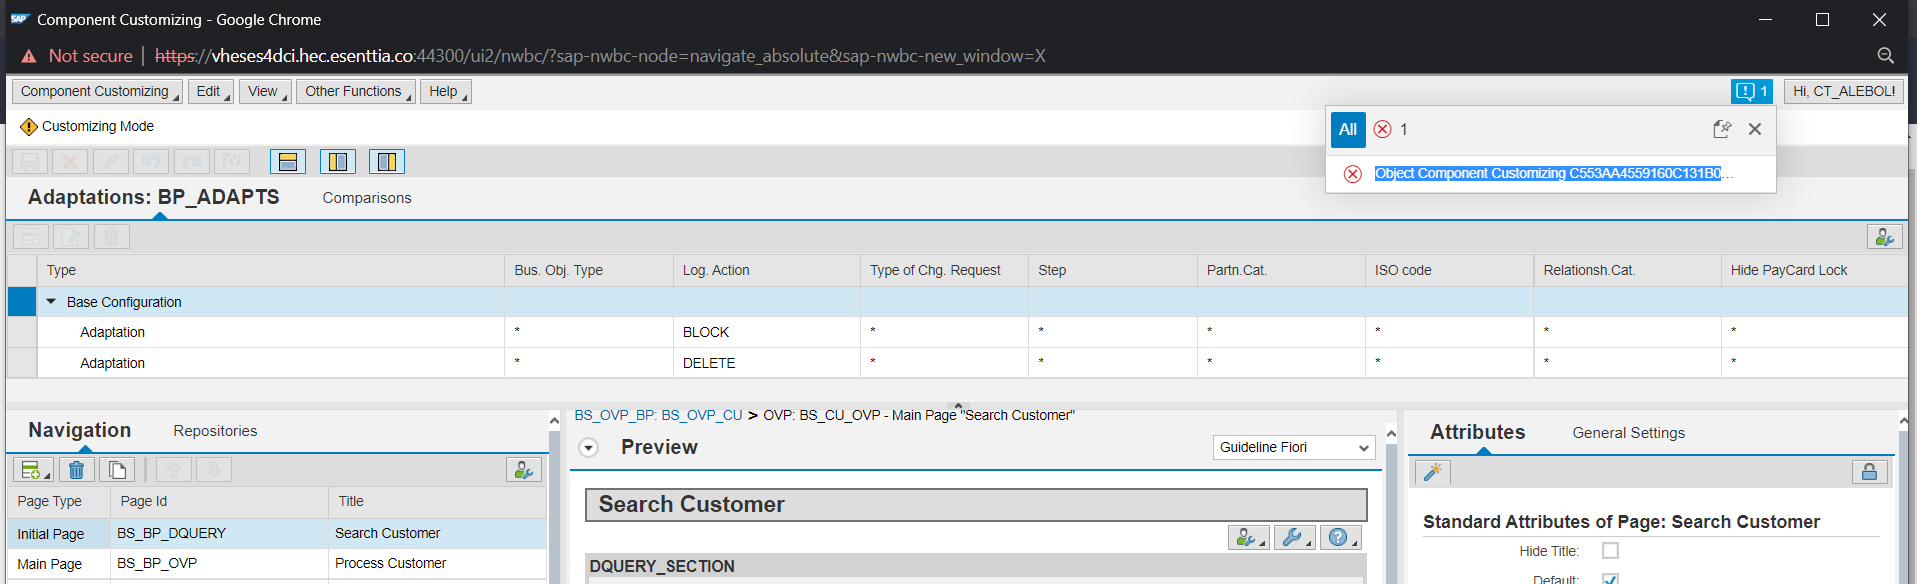 SAP Component Customizing - Google Chrome
Not secure https://vheses4dci.hec.esenttia.co:44300/ui2/nwbc/?sap-nwbc-node=navigate_absolute&sap-nwbc-new_window=X
Component Customizing Edit View Other Functions Help 1 Hi, CT_ALEBOL!
Customizing Mode
All 1
Object Component Customizing C553AA4559160C131B0...
Adaptations: BP_ADAPTS Comparisons
Type Bus. Obj. Type Log. Action Type of Chg. Request Step Partn.Cat. ISO code Relationsh.Cat. Hide PayCard Lock
Base Configuration
Adaptation * BLOCK * * * * * *
Adaptation * DELETE * * * * * *
BS_OVP_BP: BS_OVP_CU > OVP: BS_CU_OVP - Main Page "Search Customer"
Navigation Repositories
Preview Guideline Fiori
Attributes General Settings
Page Type Page Id Title
Initial Page BS_BP_DQUERY Search Customer
Main Page BS_BP_OVP Process Customer
Search Customer
DQUERY_SECTION
Standard Attributes of Page: Search Customer
Hide Title:
Default: